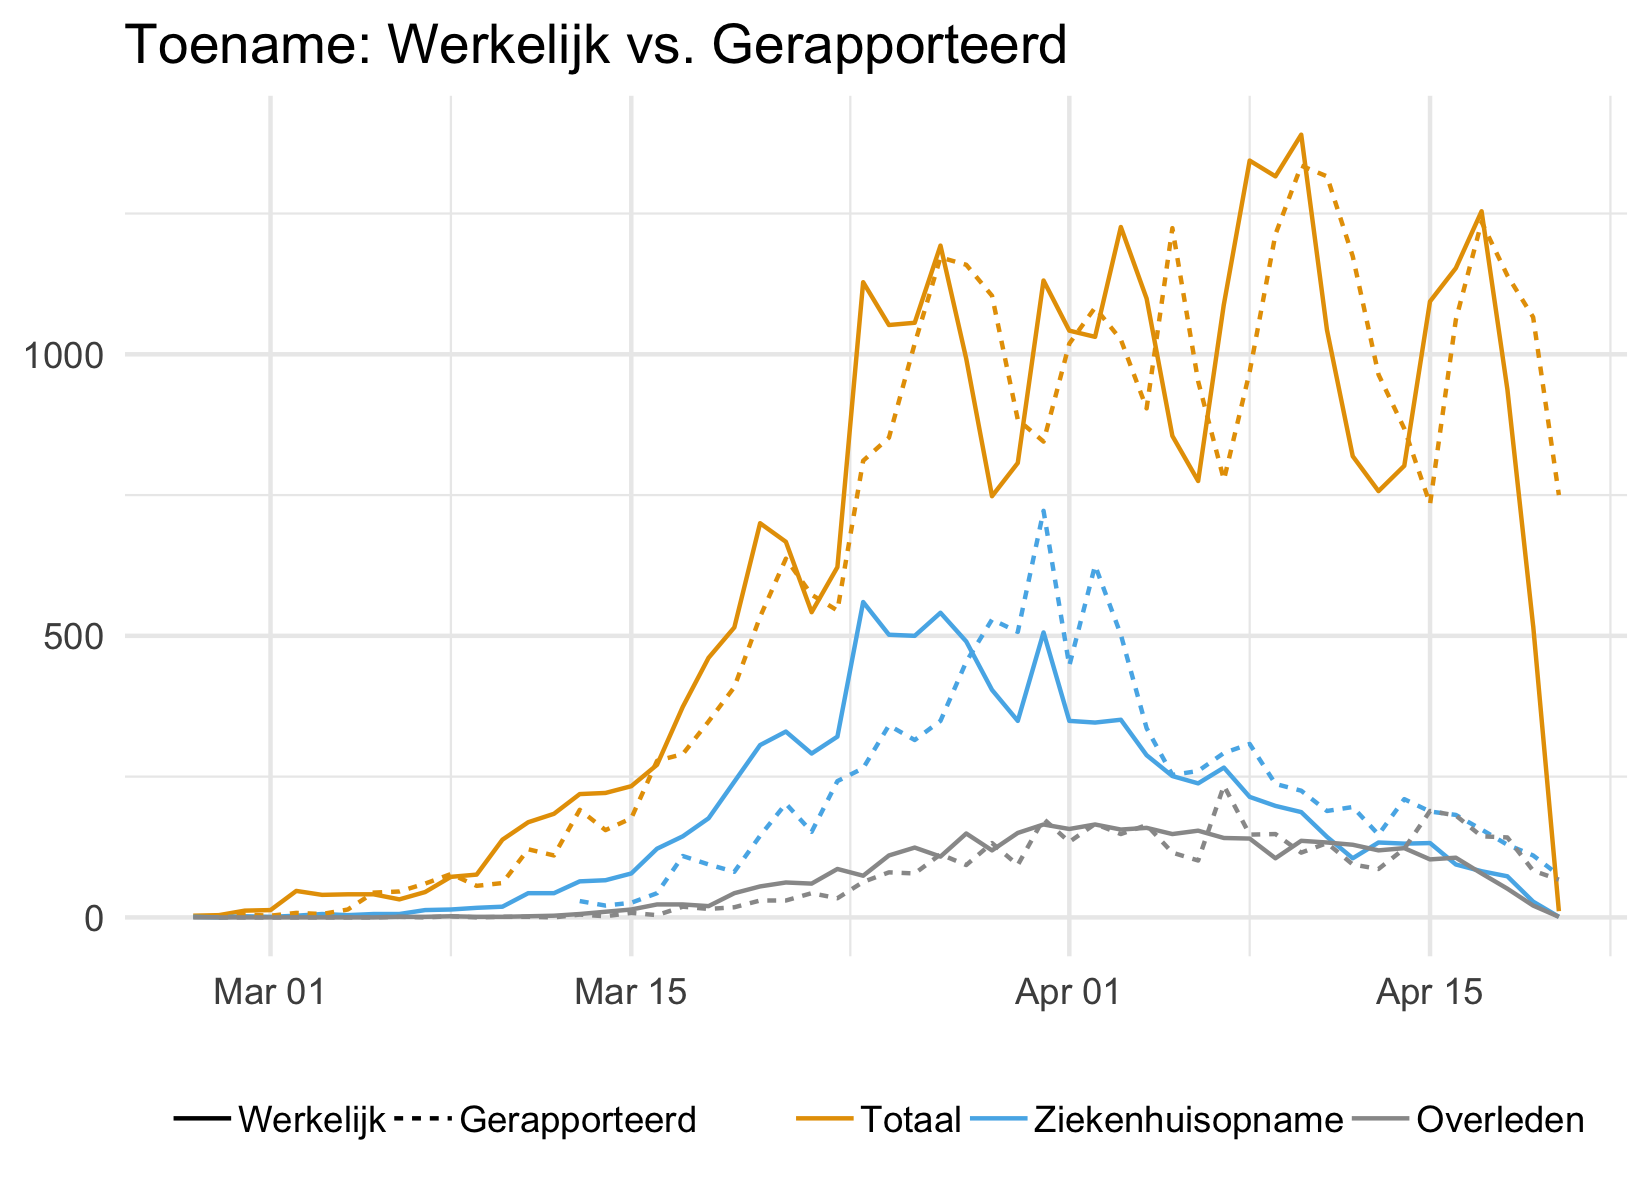 Toename: Werkelijk vs. Gerapporteerd
1000
500
0
Mar 01 Mar 15 Apr 01 Apr 15
Werkelijk Gerapporteerd Totaal Ziekenhuisopname Overleden